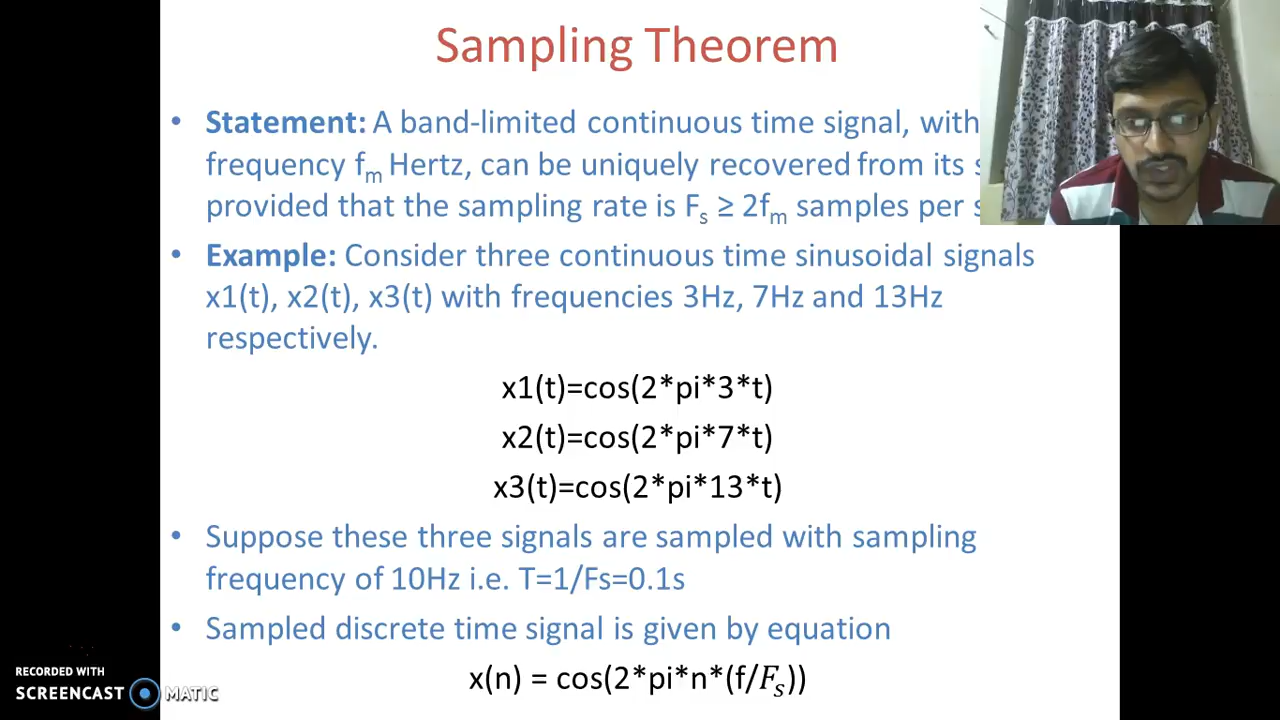 Sampling Theorem
• Statement: A band-limited continuous time signal, with
frequency fm Hertz, can be uniquely recovered from its s
provided that the sampling rate is Fs ≥ 2fm samples per s
• Example: Consider three continuous time sinusoidal signals
x1(t), x2(t), x3(t) with frequencies 3Hz, 7Hz and 13Hz
respectively.
x1(t)=cos(2*pi*3*t)
x2(t)=cos(2*pi*7*t)
x3(t)=cos(2*pi*13*t)
• Suppose these three signals are sampled with sampling
frequency of 10Hz i.e. T=1/Fs=0.1s
• Sampled discrete time signal is given by equation
x(n) = cos(2*pi*n*(f/Fs))
RECORDED WITH
SCREENCAST MATIC